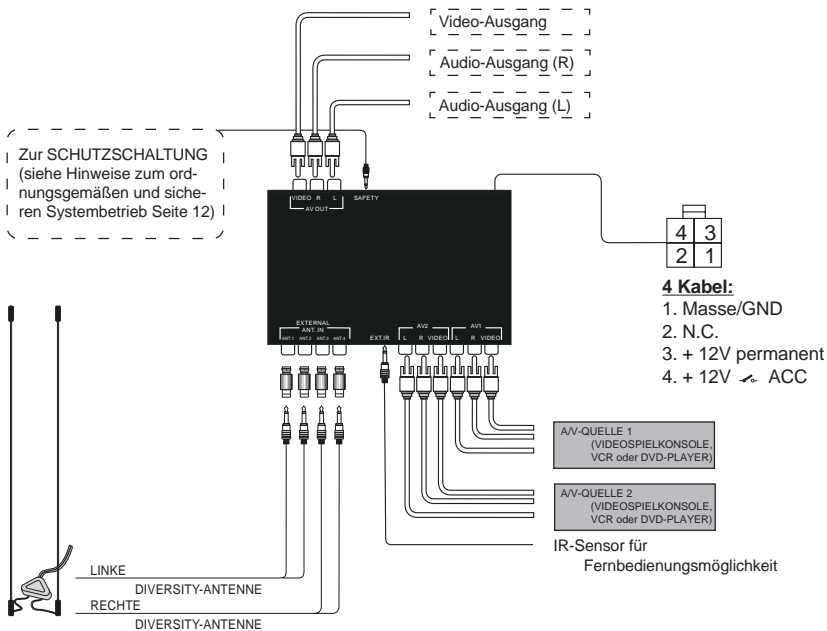 Video-Ausgang
Audio-Ausgang (R)
Audio-Ausgang (L)
Zur SCHUTZSCHALTUNG
(siehe Hinweise zum ord-
nungsgemäßen und siche-
ren Systembetrieb Seite 12)
VIDEO R L SAFETY
AV OUT
4 3
2 1
4 Kabel:
1. Masse/GND
2. N.C.
3. + 12V permanent
4. + 12V ACC
EXTERNAL
ANT. IN
ANT.1 ANT.2 ANT.3 ANT.4
EXT.IR
AV2 AV1
L R VIDEO L R VIDEO
A/V-QUELLE 1
(VIDEOSPIELKONSOLE,
VCR oder DVD-PLAYER)
A/V-QUELLE 2
(VIDEOSPIELKONSOLE,
VCR oder DVD-PLAYER)
IR-Sensor für
Fernbedienungsmöglichkeit
LINKE
DIVERSITY-ANTENNE
RECHTE
DIVERSITY-ANTENNE